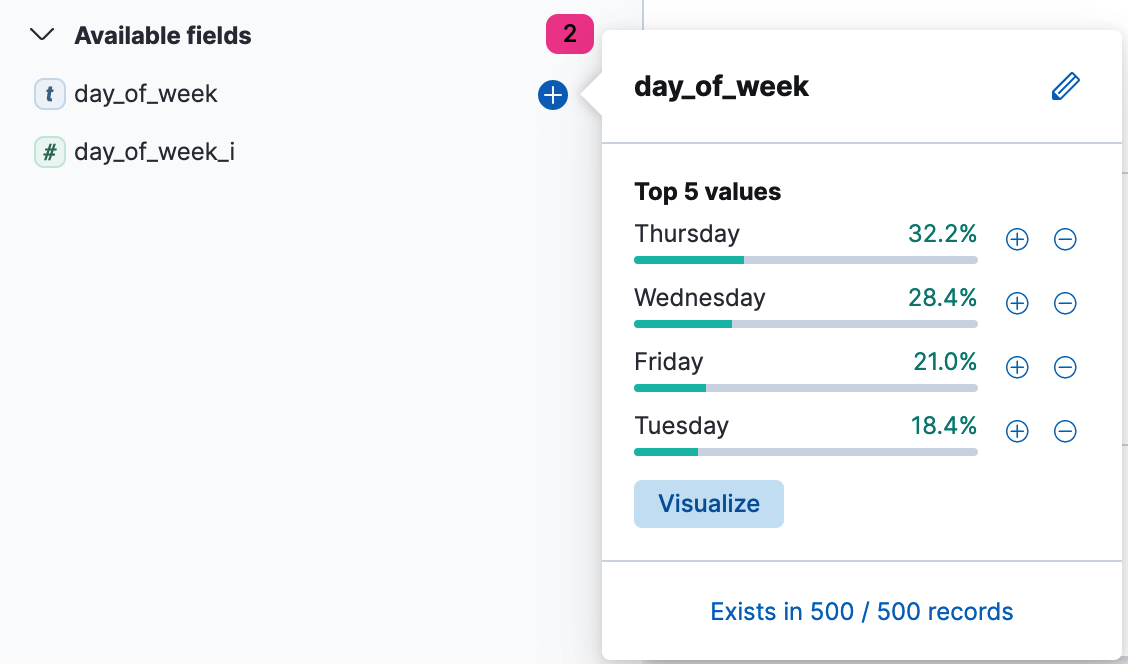 Available fields
2
t day_of_week
# day_of_week_i
day_of_week
Top 5 values
Thursday 32.2%
Wednesday 28.4%
Friday 21.0%
Tuesday 18.4%
Visualize
Exists in 500 / 500 records